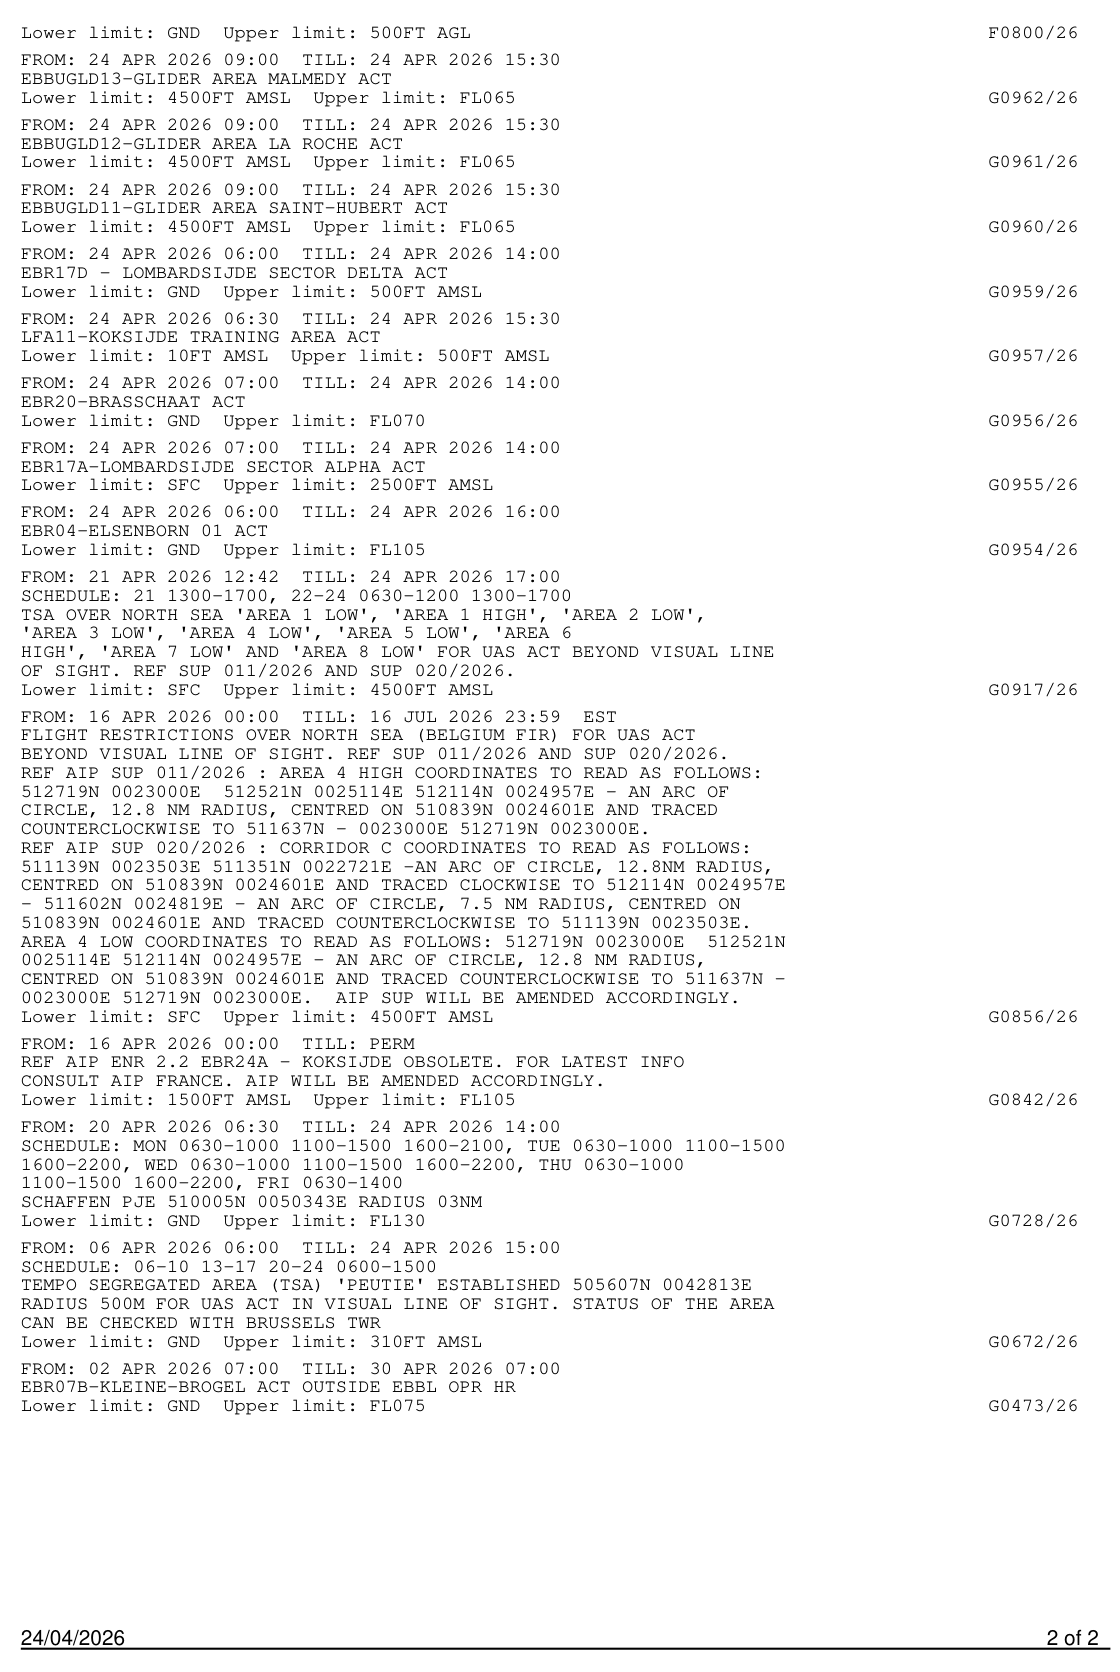 Lower limit: GND  Upper limit: 500FT AGL F0800/26
FROM: 24 APR 2026 09:00  TILL: 24 APR 2026 15:30
EBBUGLD13-GLIDER AREA MALMEDY ACT
Lower limit: 4500FT AMSL  Upper limit: FL065 G0962/26
FROM: 24 APR 2026 09:00  TILL: 24 APR 2026 15:30
EBBUGLD12-GLIDER AREA LA ROCHE ACT
Lower limit: 4500FT AMSL  Upper limit: FL065 G0961/26
FROM: 24 APR 2026 09:00  TILL: 24 APR 2026 15:30
EBBUGLD11-GLIDER AREA SAINT-HUBERT ACT
Lower limit: 4500FT AMSL  Upper limit: FL065 G0960/26
FROM: 24 APR 2026 06:00  TILL: 24 APR 2026 14:00
EBR17D - LOMBARDSIJDE SECTOR DELTA ACT
Lower limit: GND  Upper limit: 500FT AMSL G0959/26
FROM: 24 APR 2026 06:30  TILL: 24 APR 2026 15:30
LFA11-KOKSIJDE TRAINING AREA ACT
Lower limit: 10FT AMSL  Upper limit: 500FT AMSL G0957/26
FROM: 24 APR 2026 07:00  TILL: 24 APR 2026 14:00
EBR20-BRASSCHAAT ACT
Lower limit: GND  Upper limit: FL070 G0956/26
FROM: 24 APR 2026 07:00  TILL: 24 APR 2026 14:00
EBR17A-LOMBARDSIJDE SECTOR ALPHA ACT
Lower limit: SFC  Upper limit: 2500FT AMSL G0955/26
FROM: 24 APR 2026 06:00  TILL: 24 APR 2026 16:00
EBR04-ELSENBORN 01 ACT
Lower limit: GND  Upper limit: FL105 G0954/26
FROM: 21 APR 2026 12:42  TILL: 24 APR 2026 17:00
SCHEDULE: 21 1300-1700, 22-24 0630-1200 1300-1700
TSA OVER NORTH SEA 'AREA 1 LOW', 'AREA 1 HIGH', 'AREA 2 LOW',
'AREA 3 LOW', 'AREA 4 LOW', 'AREA 5 LOW', 'AREA 6
HIGH', 'AREA 7 LOW' AND 'AREA 8 LOW' FOR UAS ACT BEYOND VISUAL LINE
OF SIGHT. REF SUP 011/2026 AND SUP 020/2026.
Lower limit: SFC  Upper limit: 4500FT AMSL G0917/26
FROM: 16 APR 2026 00:00  TILL: 16 JUL 2026 23:59  EST
FLIGHT RESTRICTIONS OVER NORTH SEA (BELGIUM FIR) FOR UAS ACT
BEYOND VISUAL LINE OF SIGHT. REF SUP 011/2026 AND SUP 020/2026.
REF AIP SUP 011/2026 : AREA 4 HIGH COORDINATES TO READ AS FOLLOWS:
512719N 0023000E  512521N 0025114E 512114N 0024957E - AN ARC OF
CIRCLE, 12.8 NM RADIUS, CENTRED ON 510839N 0024601E AND TRACED
COUNTERCLOCKWISE TO 511637N - 0023000E 512719N 0023000E.
REF AIP SUP 020/2026 : CORRIDOR C COORDINATES TO READ AS FOLLOWS:
511139N 0023503E 511351N 0022721E -AN ARC OF CIRCLE, 12.8NM RADIUS,
CENTRED ON 510839N 0024601E AND TRACED CLOCKWISE TO 512114N 0024957E
- 511602N 0024819E - AN ARC OF CIRCLE, 7.5 NM RADIUS, CENTRED ON
510839N 0024601E AND TRACED COUNTERCLOCKWISE TO 511139N 0023503E.
AREA 4 LOW COORDINATES TO READ AS FOLLOWS: 512719N 0023000E  512521N
0025114E 512114N 0024957E - AN ARC OF CIRCLE, 12.8 NM RADIUS,
CENTRED ON 510839N 0024601E AND TRACED COUNTERCLOCKWISE TO 511637N -
0023000E 512719N 0023000E.  AIP SUP WILL BE AMENDED ACCORDINGLY.
Lower limit: SFC  Upper limit: 4500FT AMSL G0856/26
FROM: 16 APR 2026 00:00  TILL: PERM
REF AIP ENR 2.2 EBR24A - KOKSIJDE OBSOLETE. FOR LATEST INFO
CONSULT AIP FRANCE. AIP WILL BE AMENDED ACCORDINGLY.
Lower limit: 1500FT AMSL  Upper limit: FL105 G0842/26
FROM: 20 APR 2026 06:30  TILL: 24 APR 2026 14:00
SCHEDULE: MON 0630-1000 1100-1500 1600-2100, TUE 0630-1000 1100-1500
1600-2200, WED 0630-1000 1100-1500 1600-2200, THU 0630-1000
1100-1500 1600-2200, FRI 0630-1400
SCHAFFEN PJE 510005N 0050343E RADIUS 03NM
Lower limit: GND  Upper limit: FL130 G0728/26
FROM: 06 APR 2026 06:00  TILL: 24 APR 2026 15:00
SCHEDULE: 06-10 13-17 20-24 0600-1500
TEMPO SEGREGATED AREA (TSA) 'PEUTIE' ESTABLISHED 505607N 0042813E
RADIUS 500M FOR UAS ACT IN VISUAL LINE OF SIGHT. STATUS OF THE AREA
CAN BE CHECKED WITH BRUSSELS TWR
Lower limit: GND  Upper limit: 310FT AMSL G0672/26
FROM: 02 APR 2026 07:00  TILL: 30 APR 2026 07:00
EBR07B-KLEINE-BROGEL ACT OUTSIDE EBBL OPR HR
Lower limit: GND  Upper limit: FL075 G0473/26
24/04/2026 2 of 2